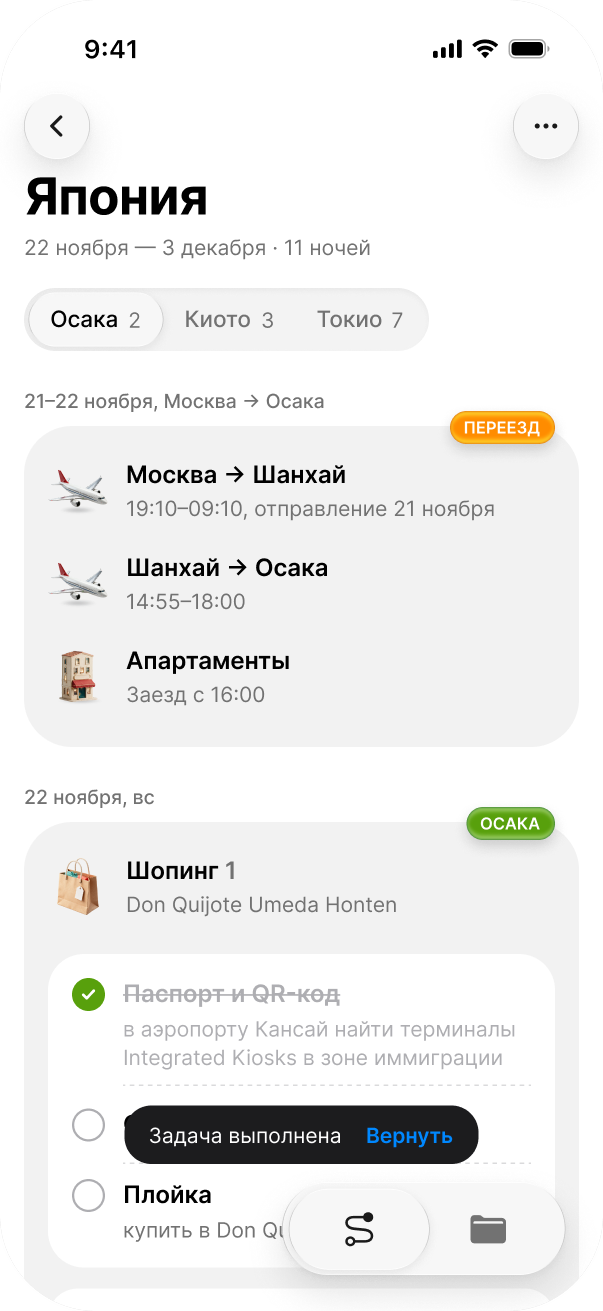 9:41
Япония
22 ноября — 3 декабря · 11 ночей
Осака 2 Киото 3 Токио 7
21–22 ноября, Москва → Осака
ПЕРЕЕЗД
Москва → Шанхай
19:10–09:10, отправление 21 ноября
Шанхай → Осака
14:55–18:00
Апартаменты
Заезд с 16:00
22 ноября, вс
ОСАКА
Шопинг 1
Don Quijote Umeda Honten
Паспорт и QR-код
в аэропорту Кансай найти терминалы
Integrated Kiosks в зоне иммиграции
Задача выполнена Вернуть
Плойка
купить в Don